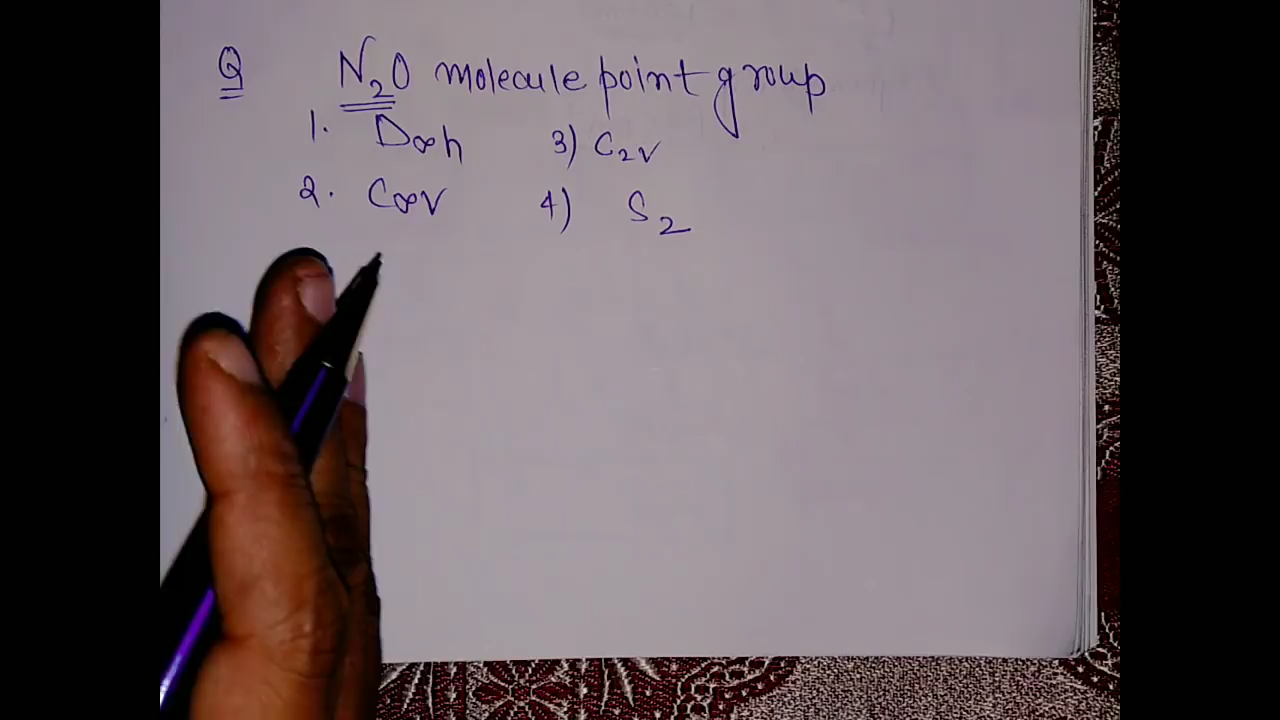 Q N₂O molecule point group
1. D∞h 3) C₂v
2. C∞v 4) S₂